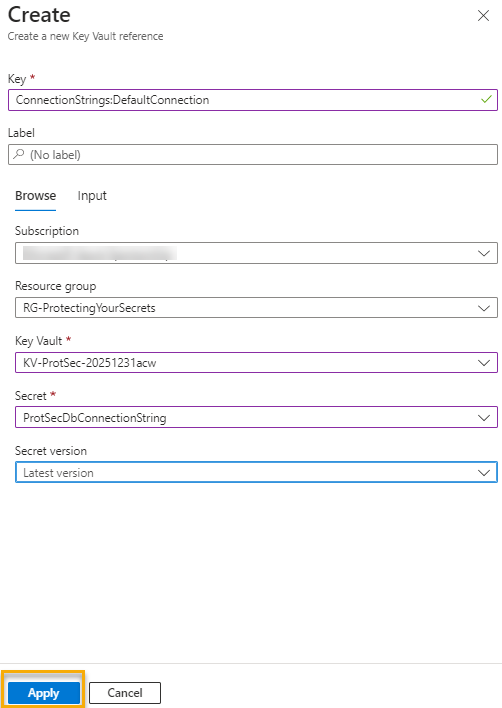 Create
Create a new Key Vault reference
Key *
ConnectionStrings:DefaultConnection
Label
(No label)
Browse Input
Subscription
Resource group
RG-ProtectingYourSecrets
Key Vault *
KV-ProtSec-20251231acw
Secret *
ProtSecDbConnectionString
Secret version
Latest version
Apply Cancel